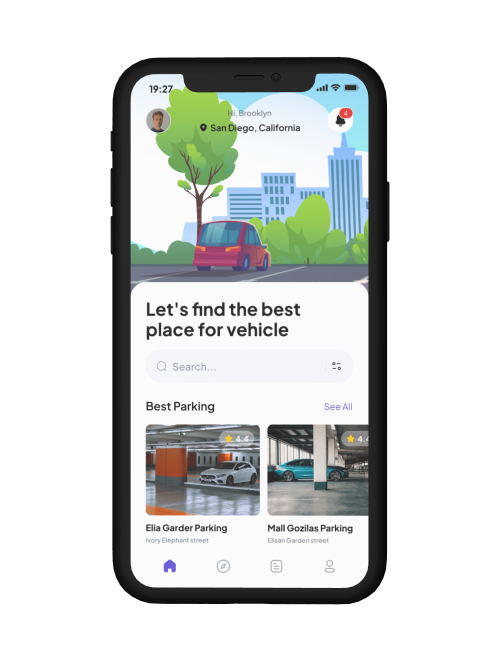 19:27
Hi, Brooklyn
San Diego, California
4
Let's find the best
place for vehicle
Search...
Best Parking
See All
4.4
4.4
Elia Garder Parking
Mall Gozilas Parking
Ivory Elephant street
Elisan Garden street